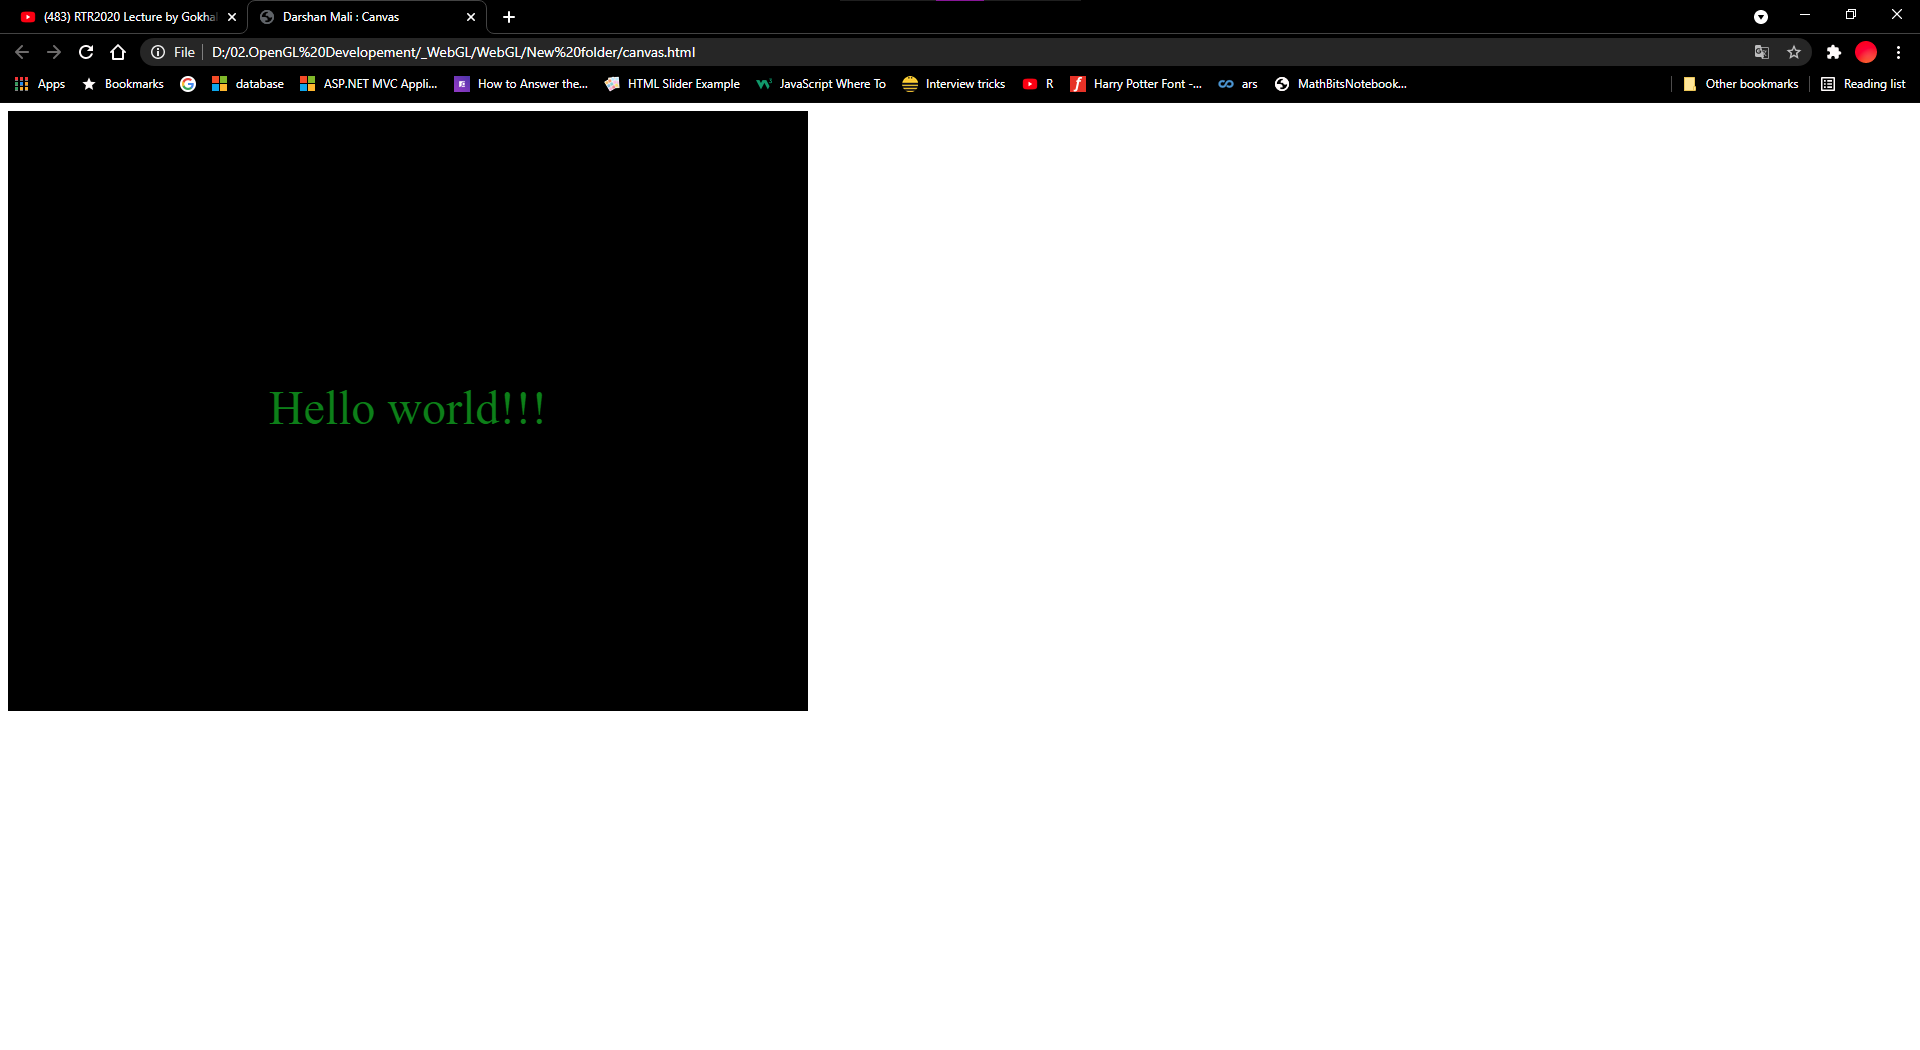 (483) RTR2020 Lecture by Gokha
Darshan Mali : Canvas
File
D:/02.OpenGL%20Developement/_WebGL/WebGL/New%20folder/canvas.html
Apps
Bookmarks
database
ASP.NET MVC Appli...
How to Answer the...
HTML Slider Example
JavaScript Where To
Interview tricks
R
Harry Potter Font -...
ars
MathBitsNotebook...
Other bookmarks
Reading list
Hello world!!!